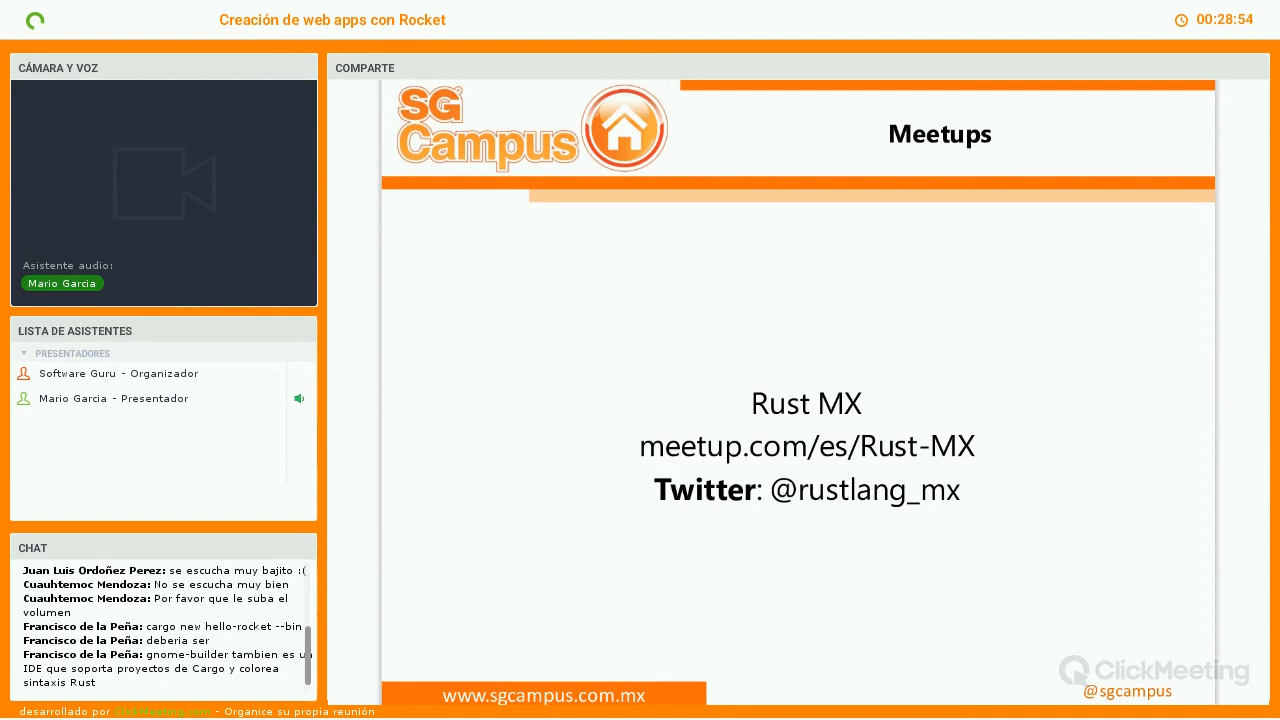 Creación de web apps con Rocket
00:28:54
CÁMARA Y VOZ
Asistente audio:
Mario Garcia
LISTA DE ASISTENTES
PRESENTADORES
Software Guru - Organizador
Mario Garcia - Presentador
CHAT
Juan Luis Ordoñez Perez: se escucha muy bajito :(
Cuauhtemoc Mendoza: No se escucha muy bien
Cuauhtemoc Mendoza: Por favor que le suba el
volumen
Francisco de la Peña: cargo new hello-rocket --bin
Francisco de la Peña: deberia ser
Francisco de la Peña: gnome-builder tambien es un
IDE que soporta proyectos de Cargo y colorea
sintaxis Rust
desarrollado por ClickMeeting.com - Organice su propia reunión
COMPARTE
SG
Campus
Meetups
Rust MX
meetup.com/es/Rust-MX
Twitter: @rustlang_mx
ClickMeeting
www.sgcampus.com.mx
@sgcampus